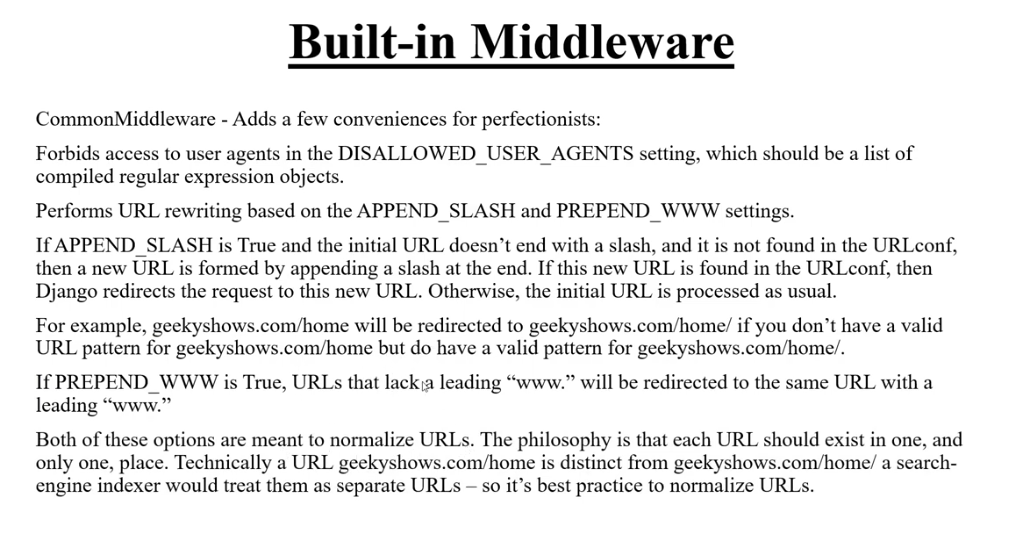 Built-in Middleware
CommonMiddleware - Adds a few conveniences for perfectionists:
Forbids access to user agents in the DISALLOWED_USER_AGENTS setting, which should be a list of
compiled regular expression objects.
Performs URL rewriting based on the APPEND_SLASH and PREPEND_WWW settings.
If APPEND_SLASH is True and the initial URL doesn’t end with a slash, and it is not found in the URLconf,
then a new URL is formed by appending a slash at the end. If this new URL is found in the URLconf, then
Django redirects the request to this new URL. Otherwise, the initial URL is processed as usual.
For example, geekyshows.com/home will be redirected to geekyshows.com/home/ if you don’t have a valid
URL pattern for geekyshows.com/home but do have a valid pattern for geekyshows.com/home/.
If PREPEND_WWW is True, URLs that lack a leading “www.” will be redirected to the same URL with a
leading “www.”
Both of these options are meant to normalize URLs. The philosophy is that each URL should exist in one, and
only one, place. Technically a URL geekyshows.com/home is distinct from geekyshows.com/home/ a search-
engine indexer would treat them as separate URLs – so it’s best practice to normalize URLs.